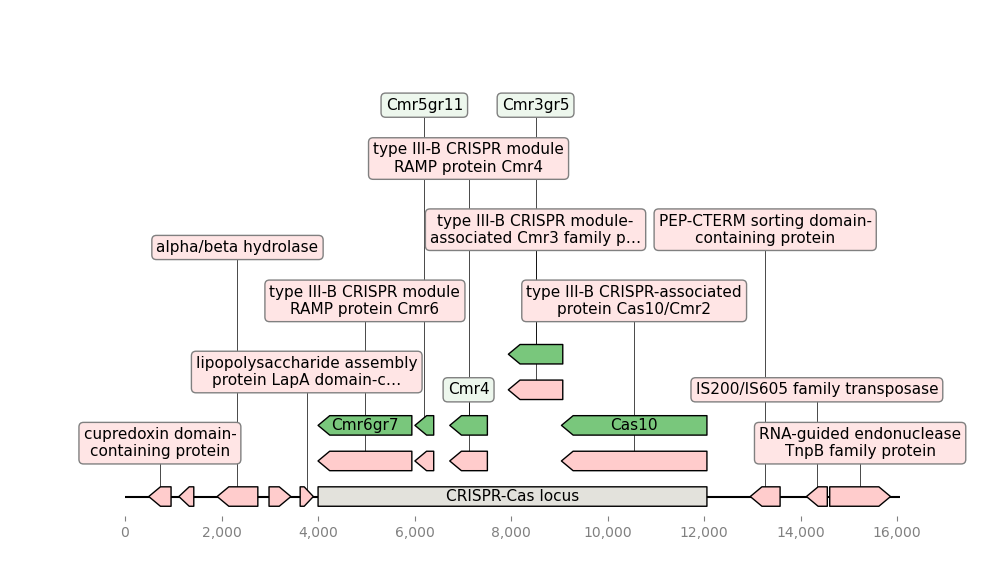 Cmr5gr11
Cmr3gr5
type III-B CRISPR module
RAMP protein Cmr4
type III-B CRISPR module-
associated Cmr3 family p…
PEP-CTERM sorting domain-
containing protein
alpha/beta hydrolase
type III-B CRISPR module
RAMP protein Cmr6
type III-B CRISPR-associated
protein Cas10/Cmr2
lipopolysaccharide assembly
protein LapA domain-c…
Cmr4
IS200/IS605 family transposase
cupredoxin domain-
containing protein
Cmr6gr7
Cas10
RNA-guided endonuclease
TnpB family protein
CRISPR-Cas locus
0
2,000
4,000
6,000
8,000
10,000
12,000
14,000
16,000